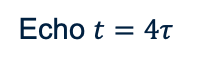 Echo t = 4τ